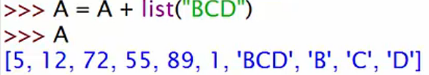 >>> A = A + list("BCD")
>>> A
[5, 12, 72, 55, 89, 1, 'BCD', 'B', 'C', 'D']